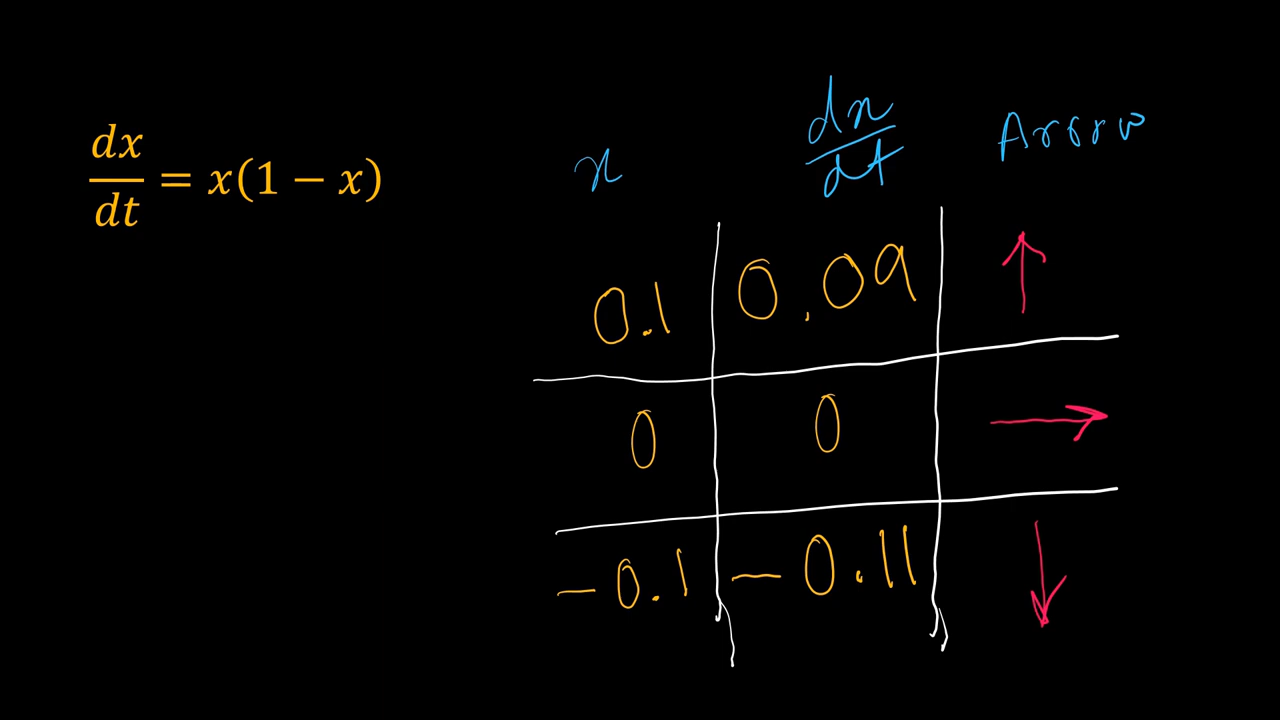 dx/dt = x(1 − x)
x dx/dt Arrow
0.1 0.09 ↑
0 0 →
-0.1 -0.11 ↓